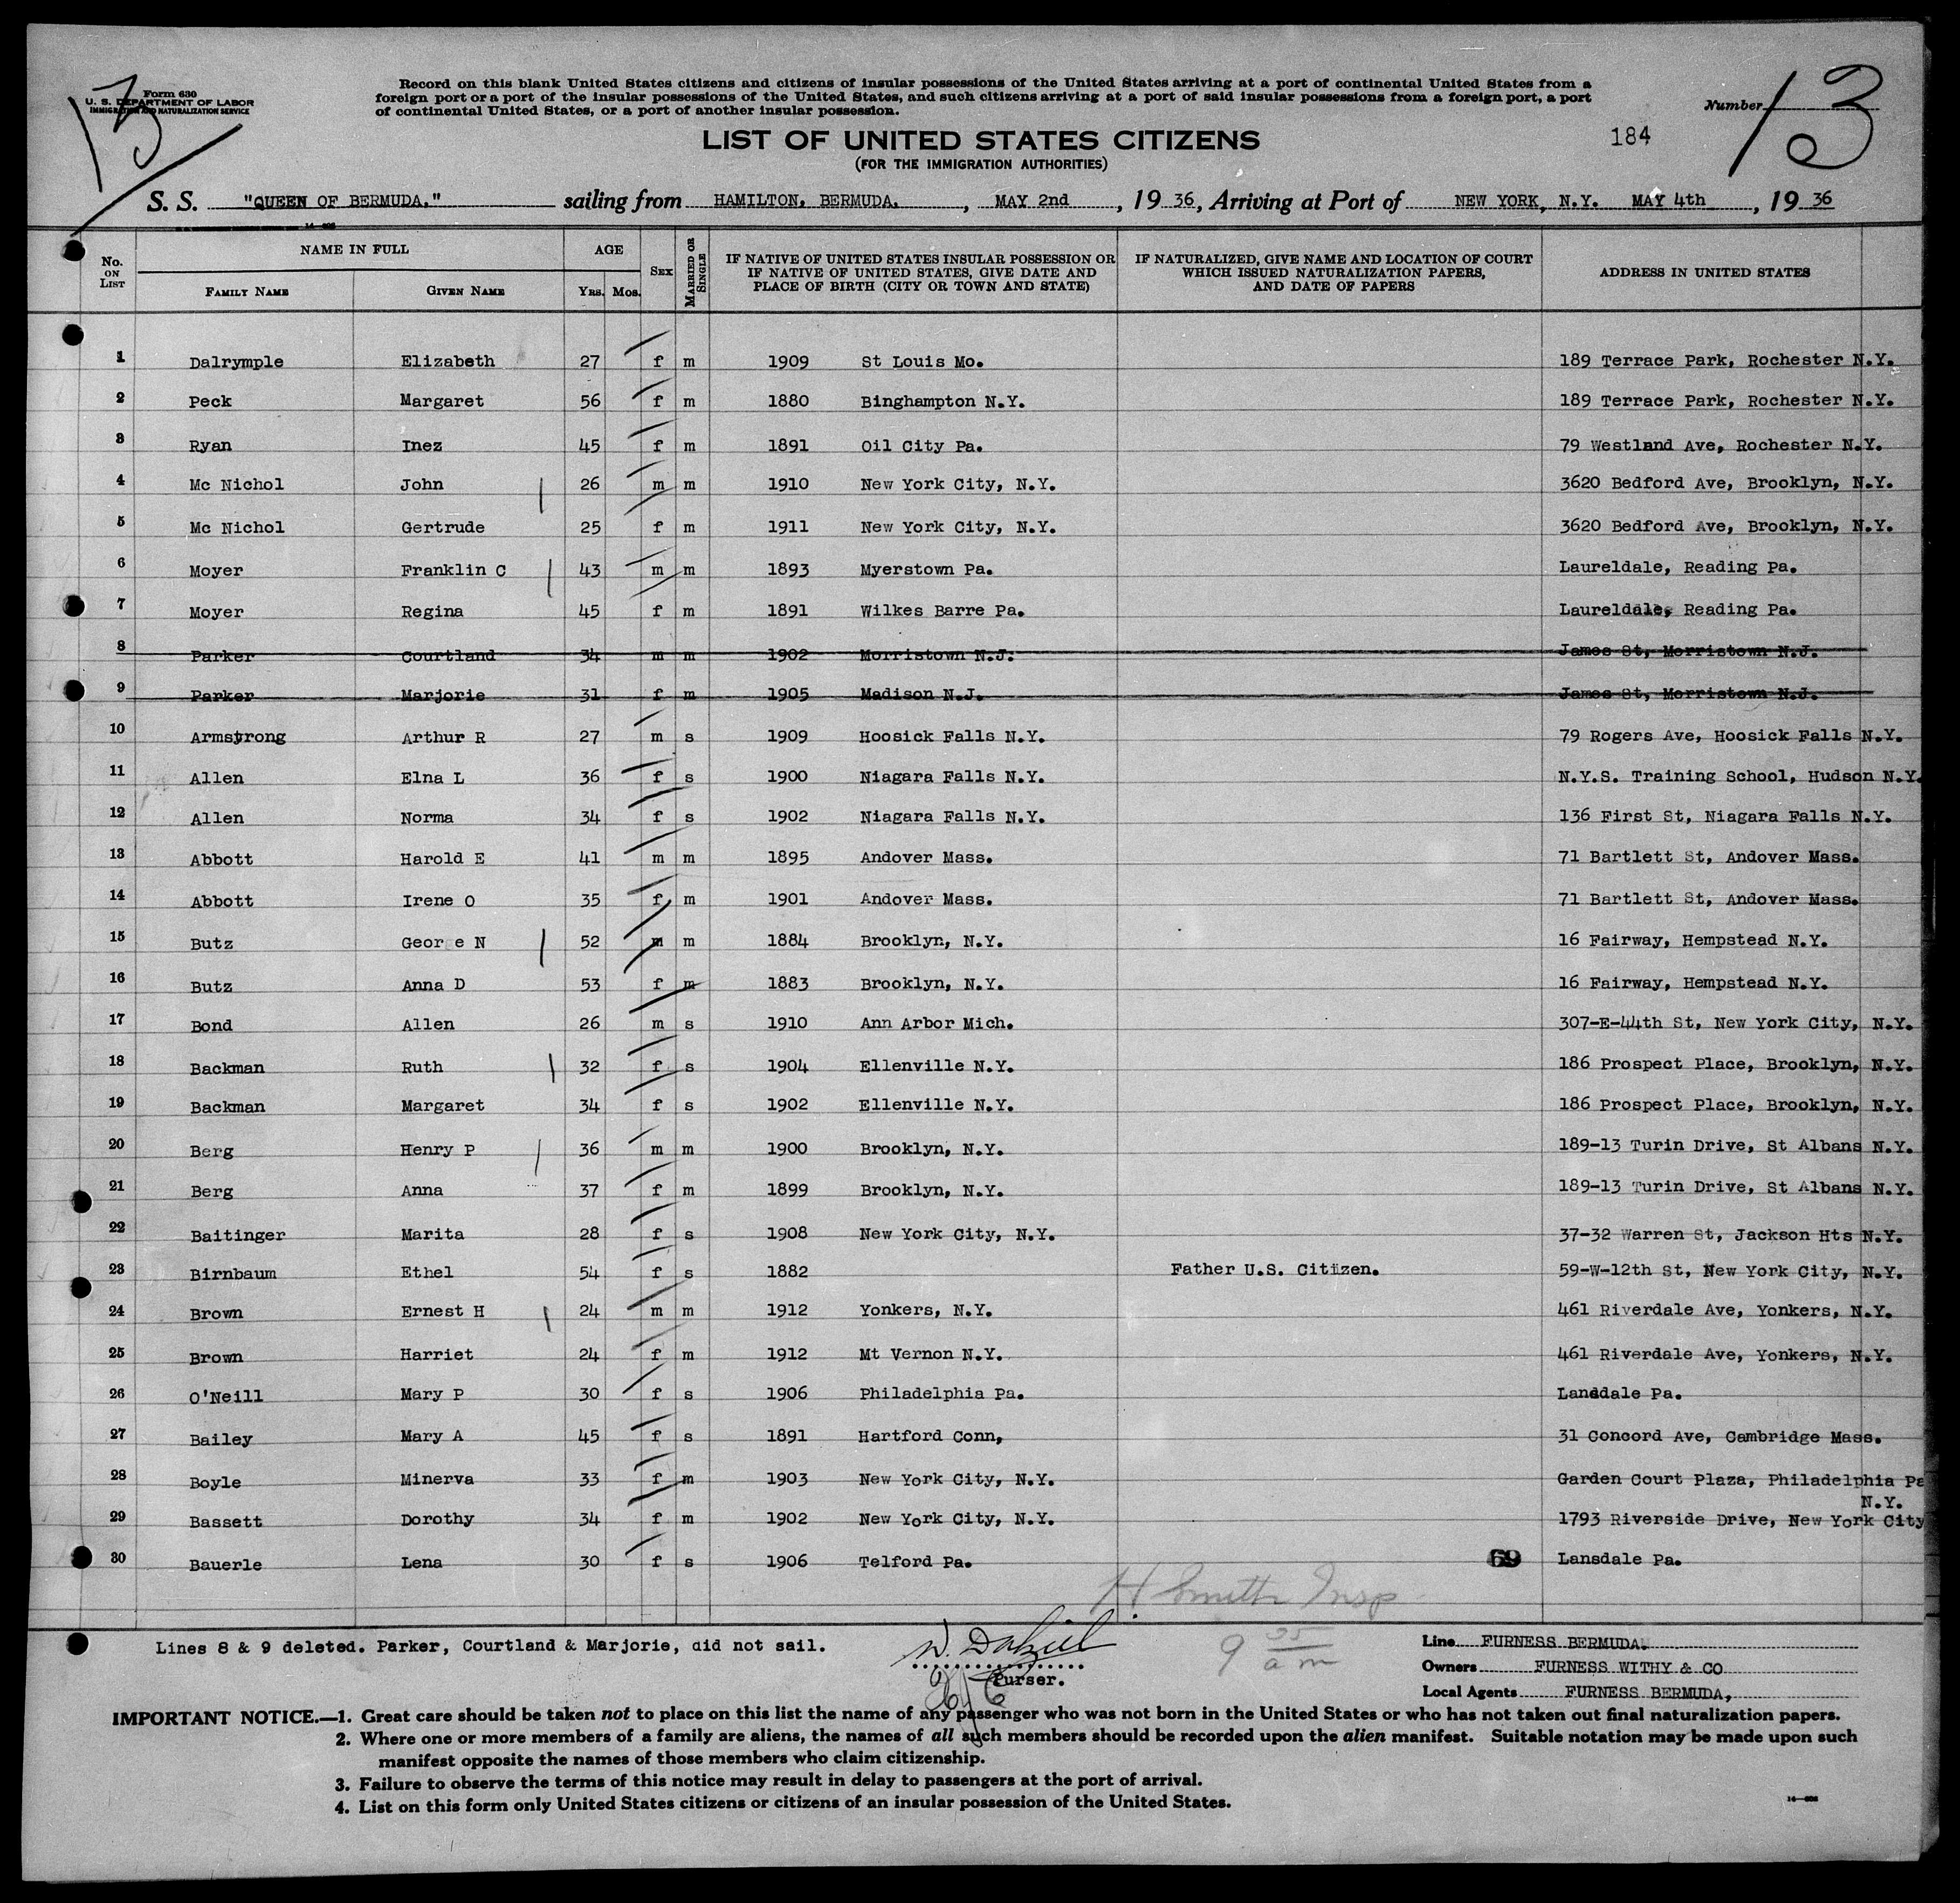 13
Form 630
U. S. DEPARTMENT OF LABOR
IMMIGRATION AND NATURALIZATION SERVICE
Record on this blank United States citizens and citizens of insular possessions of the United States arriving at a port of continental United States from a
foreign port or a port of the insular possessions of the United States, and such citizens arriving at a port of said insular possessions from a foreign port, a port
of continental United States, or a port of another insular possession.
Number 13
LIST OF UNITED STATES CITIZENS
184
(FOR THE IMMIGRATION AUTHORITIES)
S. S. "QUEEN OF BERMUDA." sailing from HAMILTON, BERMUDA. , MAY 2nd , 19 36, Arriving at Port of NEW YORK, N.Y. MAY 4th , 19 36
No. ON LIST NAME IN FULL FAMILY NAME GIVEN NAME AGE YRS. MOS. SEX MARRIED OR SINGLE IF NATIVE OF UNITED STATES INSULAR POSSESSION OR IF NATIVE OF UNITED STATES, GIVE DATE AND PLACE OF BIRTH (CITY OR TOWN AND STATE) IF NATURALIZED, GIVE NAME AND LOCATION OF COURT WHICH ISSUED NATURALIZATION PAPERS, AND DATE OF PAPERS ADDRESS IN UNITED STATES
1 Dalrymple Elizabeth 27 f m 1909 St Louis Mo. 189 Terrace Park, Rochester N.Y.
2 Peck Margaret 56 f m 1880 Binghampton N.Y. 189 Terrace Park, Rochester N.Y.
3 Ryan Inez 45 f m 1891 Oil City Pa. 79 Westland Ave, Rochester N.Y.
4 Mc Nichol John 26 m m 1910 New York City, N.Y. 3620 Bedford Ave, Brooklyn, N.Y.
5 Mc Nichol Gertrude 25 f m 1911 New York City, N.Y. 3620 Bedford Ave, Brooklyn, N.Y.
6 Moyer Franklin C 43 m m 1893 Myerstown Pa. Laureldale, Reading Pa.
7 Moyer Regina 45 f m 1891 Wilkes Barre Pa. Laureldale, Reading Pa.
8 Parker Courtland 34 m m 1902 Morristown N.J. James St, Morristown N.J.
9 Parker Marjorie 31 f m 1905 Madison N.J. James St, Morristown N.J.
10 Armstrong Arthur R 27 m s 1909 Hoosick Falls N.Y. 79 Rogers Ave, Hoosick Falls N.Y.
11 Allen Elna L 36 f s 1900 Niagara Falls N.Y. N.Y.S. Training School, Hudson N.Y.
12 Allen Norma 34 f s 1902 Niagara Falls N.Y. 136 First St, Niagara Falls N.Y.
13 Abbott Harold E 41 m m 1895 Andover Mass. 71 Bartlett St, Andover Mass.
14 Abbott Irene O 35 f m 1901 Andover Mass. 71 Bartlett St, Andover Mass.
15 Butz George N 52 m m 1884 Brooklyn, N.Y. 16 Fairway, Hempstead N.Y.
16 Butz Anna D 53 f m 1883 Brooklyn, N.Y. 16 Fairway, Hempstead N.Y.
17 Bond Allen 26 m s 1910 Ann Arbor Mich. 307-E-44th St, New York City, N.Y.
18 Backman Ruth 32 f s 1904 Ellenville N.Y. 186 Prospect Place, Brooklyn, N.Y.
19 Backman Margaret 34 f s 1902 Ellenville N.Y. 186 Prospect Place, Brooklyn, N.Y.
20 Berg Henry P 36 m m 1900 Brooklyn, N.Y. 189-13 Turin Drive, St Albans N.Y.
21 Berg Anna 37 f m 1899 Brooklyn, N.Y. 189-13 Turin Drive, St Albans N.Y.
22 Baitinger Marita 28 f s 1908 New York City, N.Y. 37-32 Warren St, Jackson Hts N.Y.
23 Birnbaum Ethel 54 f s 1882 Father U.S. Citizen. 59-W-12th St, New York City, N.Y.
24 Brown Ernest H 24 m m 1912 Yonkers, N.Y. 461 Riverdale Ave, Yonkers, N.Y.
25 Brown Harriet 24 f m 1912 Mt Vernon N.Y. 461 Riverdale Ave, Yonkers, N.Y.
26 O'Neill Mary P 30 f s 1906 Philadelphia Pa. Lansdale Pa.
27 Bailey Mary A 45 f s 1891 Hartford Conn, 31 Concord Ave, Cambridge Mass.
28 Boyle Minerva 33 f m 1903 New York City, N.Y. Garden Court Plaza, Philadelphia Pa
N.Y.
29 Bassett Dorothy 34 f m 1902 New York City, N.Y. 1793 Riverside Drive, New York City
30 Bauerle Lena 30 f s 1906 Telford Pa. 69 Lansdale Pa.
H Smith Insp
Lines 8 & 9 deleted. Parker, Courtland & Marjorie, did not sail.
Purser.
9 35 am
Line FURNESS BERMUDA.
Owners FURNESS WITHY & CO
Local Agents FURNESS BERMUDA,
IMPORTANT NOTICE.—1. Great care should be taken not to place on this list the name of any passenger who was not born in the United States or who has not taken out final naturalization papers.
2. Where one or more members of a family are aliens, the names of all such members should be recorded upon the alien manifest. Suitable notation may be made upon such
manifest opposite the names of those members who claim citizenship.
3. Failure to observe the terms of this notice may result in delay to passengers at the port of arrival.
4. List on this form only United States citizens or citizens of an insular possession of the United States.